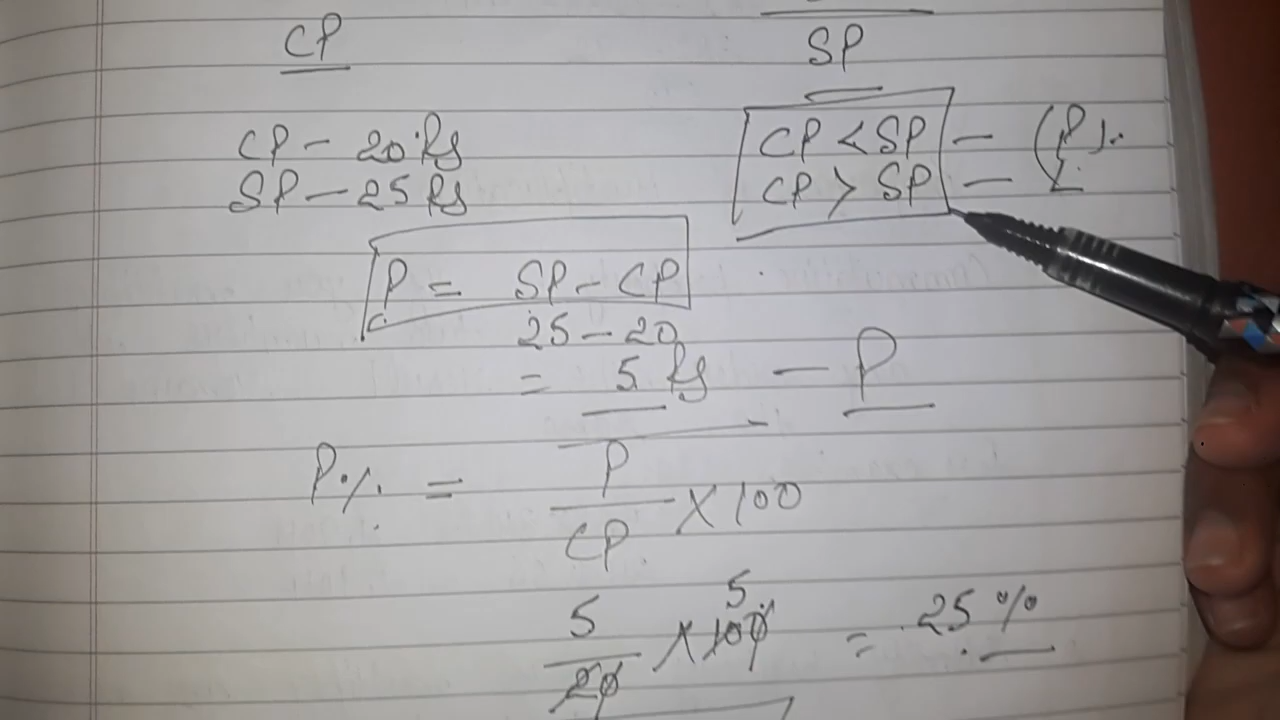 CP SP
CP - 20 Rs
SP - 25 Rs
CP < SP - (P).
CP > SP - L
P = SP - CP
25 - 20
= 5 Rs - P
P% = P/CP × 100
5/20 × 100 5 = 25%